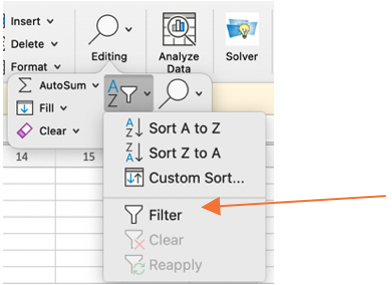 Insert
Delete
Format
Editing
Analyze
Data
Solver
AutoSum
Fill
Clear
A
Z
14
15
A
Z
Sort A to Z
Z
A
Sort Z to A
Custom Sort...
Filter
Clear
Reapply